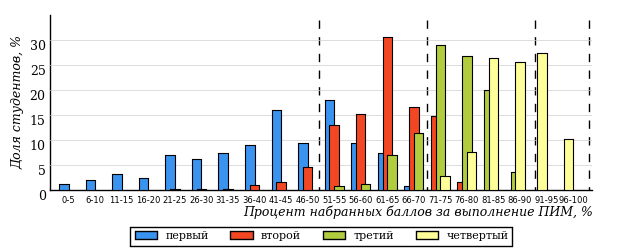 Доля студентов, %
30
25
20
15
10
5
0
0-5 6-10 11-15 16-20 21-25 26-30 31-35 36-40 41-45 46-50 51-55 56-60 61-65 66-70 71-75 76-80 81-85 86-90 91-95 96-100
Процент набранных баллов за выполнение ПИМ, %
первый второй третий четвертый